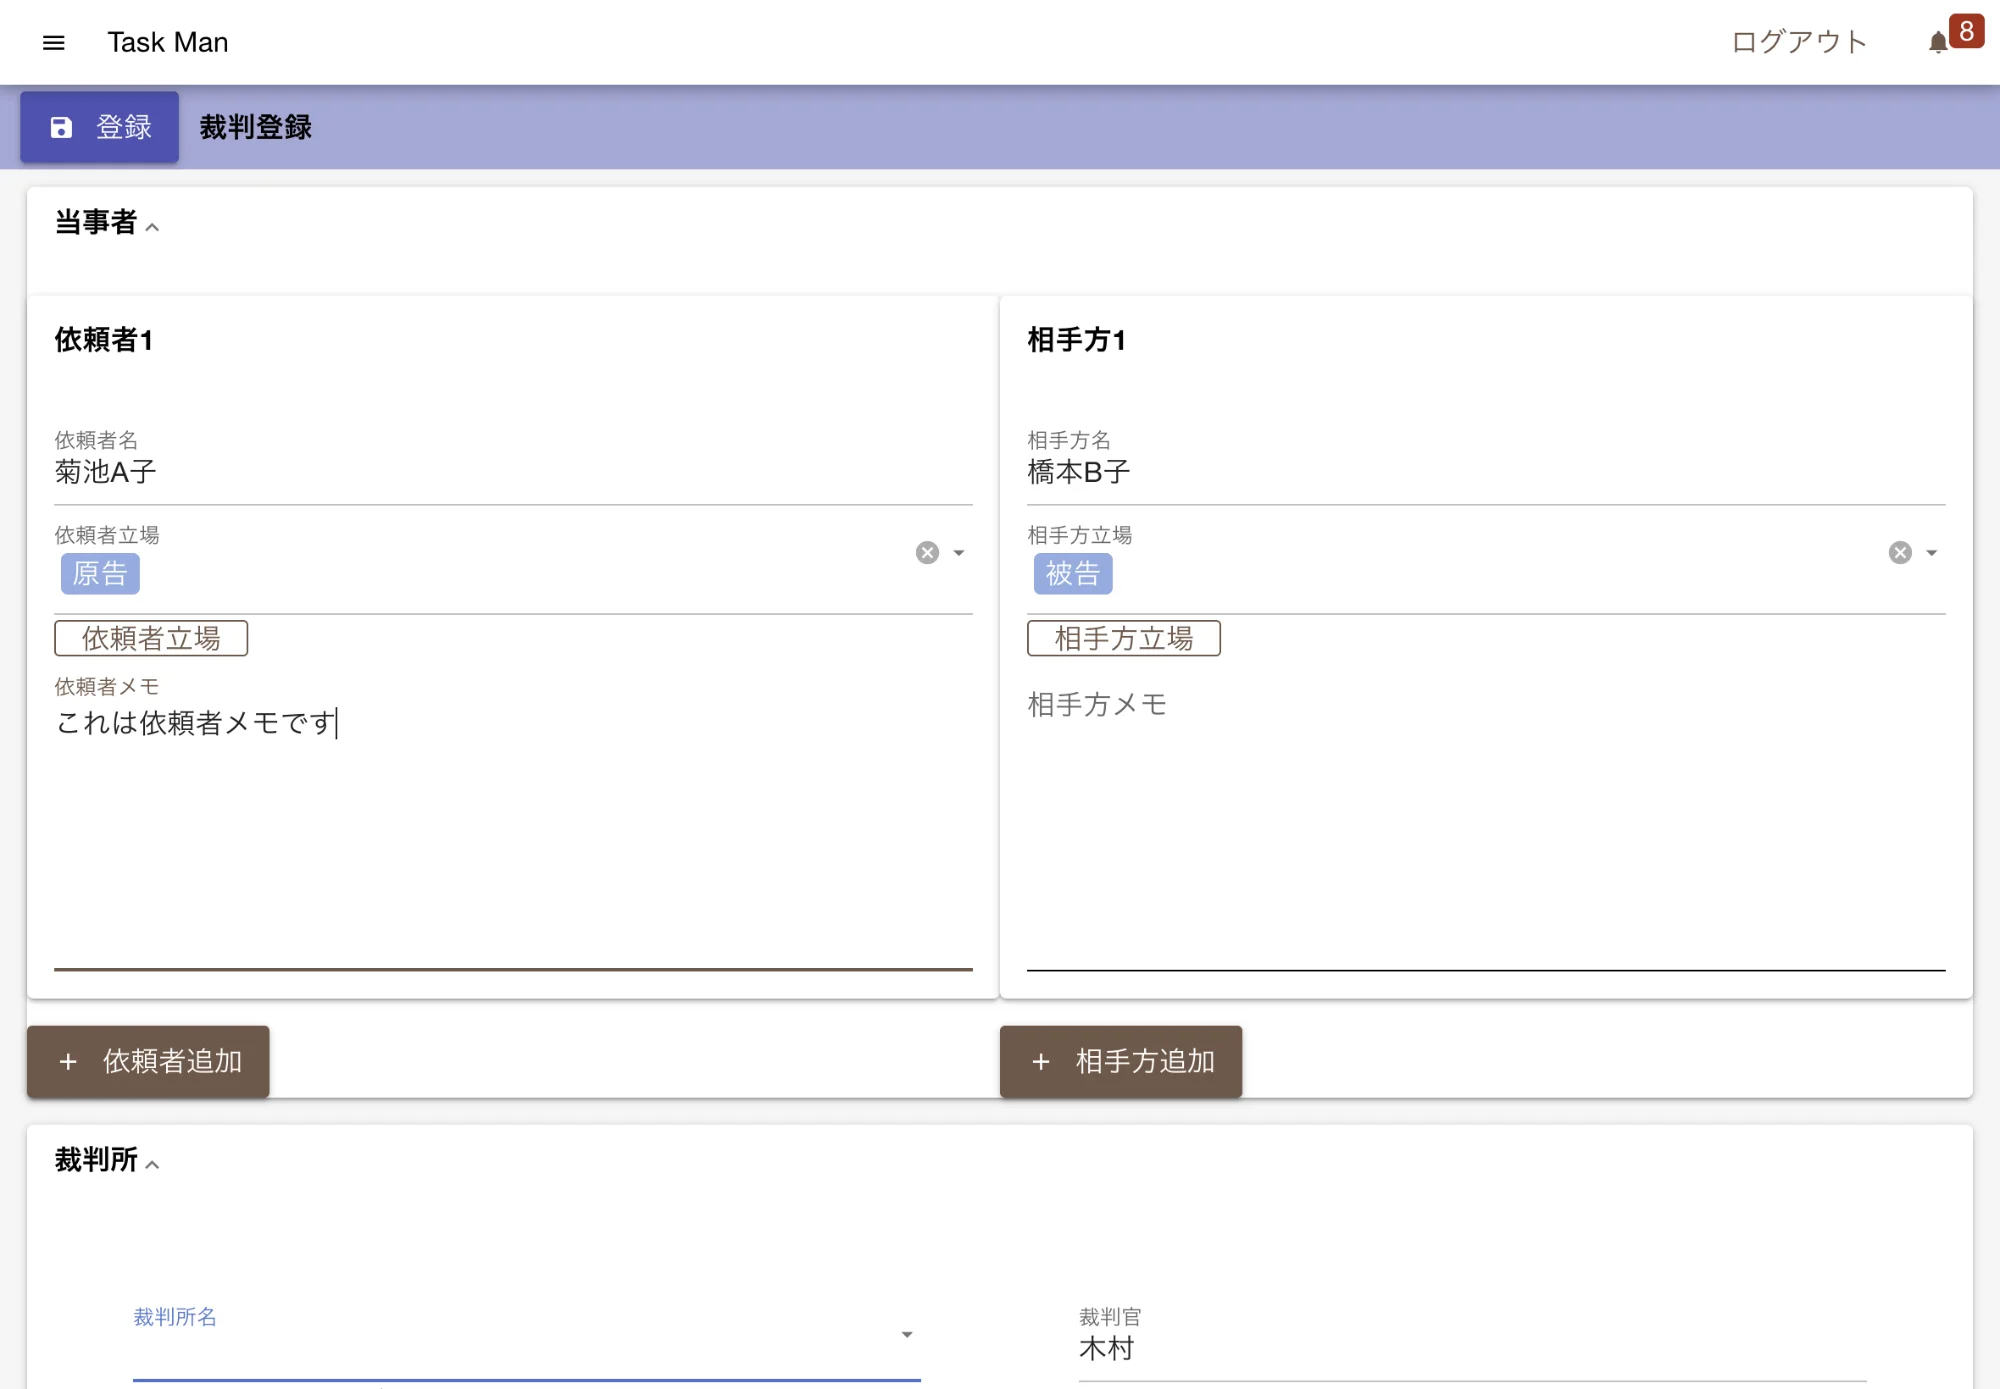 Task Man
ログアウト
8
登録
裁判登録
当事者
依頼者1
依頼者名
菊池A子
依頼者立場
原告
依頼者立場
依頼者メモ
これは依頼者メモです
相手方1
相手方名
橋本B子
相手方立場
被告
相手方立場
相手方メモ
+ 依頼者追加
+ 相手方追加
裁判所
裁判所名
裁判官
木村